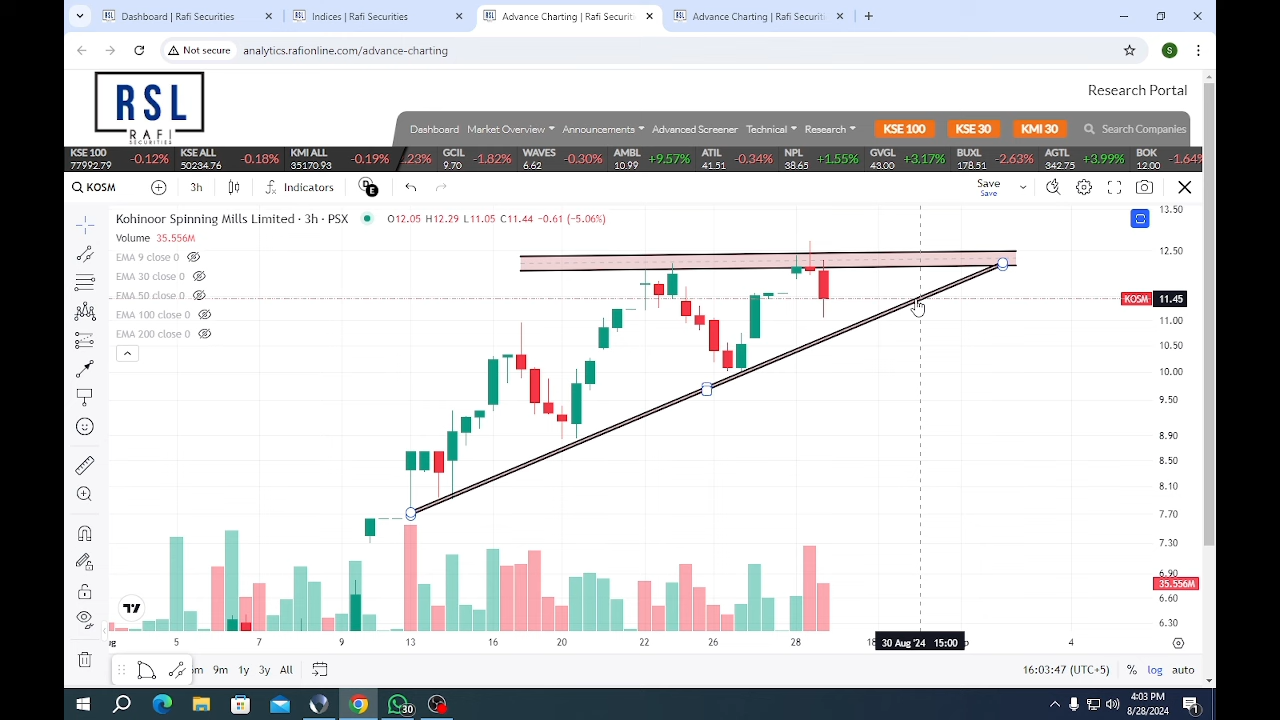 Dashboard | Rafi Securities
Indices | Rafi Securities
Advance Charting | Rafi Securit
Advance Charting | Rafi Securit
Not secure
analytics.rafionline.com/advance-charting
S
RSL
RAFI
SECURITIES
Research Portal
Dashboard Market Overview Announcements Advanced Screener Technical Research KSE 100 KSE 30 KMI 30 Search Companies
KSE 100 77992.79 -0.12%
KSE ALL 50234.76 -0.18%
KMI ALL 85170.93 -0.19%
.23%
GCIL 9.70 -1.82%
WAVES 6.62 -0.30%
AMBL 10.99 +9.57%
ATIL 41.51 -0.34%
NPL 38.65 +1.55%
GVGL 43.00 +3.17%
BUXL 178.51 -2.63%
AGTL 342.75 +3.99%
BOK 12.00 -1.64%
KOSM 3h Indicators D E Save Save
Kohinoor Spinning Mills Limited · 3h · PSX O12.05 H12.29 L11.05 C11.44 -0.61 (-5.06%)
Volume 35.556M
EMA 9 close 0
EMA 30 close 0
EMA 50 close 0
EMA 100 close 0
EMA 200 close 0
13.50
12.50
KOSM 11.45
11.00
10.50
10.00
9.50
8.90
8.50
8.10
7.70
7.30
6.90
35.556M
6.60
6.30
5 7 9 13 16 20 22 26 28 30 Aug '24 15:00 4
9m 1y 3y All 16:03:47 (UTC+5) % log auto
30
4:03 PM
8/28/2024